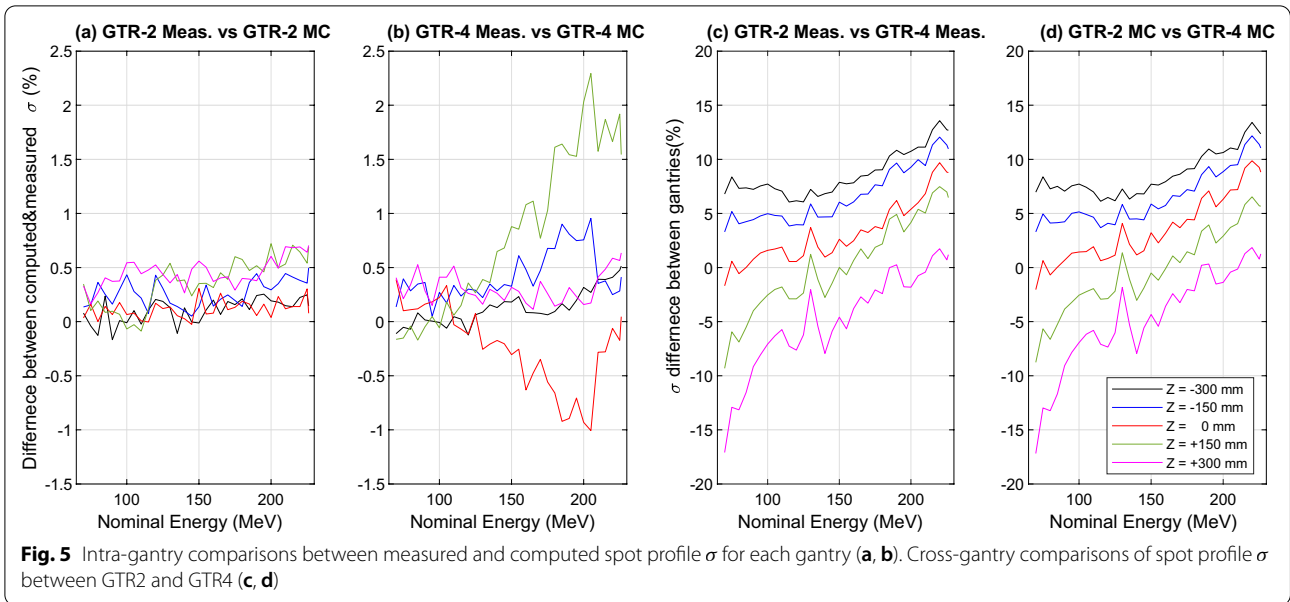 (a) GTR-2 Meas. vs GTR-2 MC
(b) GTR-4 Meas. vs GTR-4 MC
(c) GTR-2 Meas. vs GTR-4 Meas.
(d) GTR-2 MC vs GTR-4 MC
Differnece between computed&measured σ (%)
2.5
2
1.5
1
0.5
0
-0.5
-1
-1.5
100
150
200
Nominal Energy (MeV)
2.5
2
1.5
1
0.5
0
-0.5
-1
-1.5
100
150
200
Nominal Energy (MeV)
σ differnece between gantries(%)
20
15
10
5
0
-5
-10
-15
-20
100
150
200
Nominal Energy (MeV)
20
15
10
5
0
-5
-10
-15
-20
100
150
200
Nominal Energy (MeV)
Z = -300 mm
Z = -150 mm
Z = 0 mm
Z = +150 mm
Z = +300 mm
Fig. 5 Intra-gantry comparisons between measured and computed spot profile σ for each gantry (a, b). Cross-gantry comparisons of spot profile σ
between GTR2 and GTR4 (c, d)